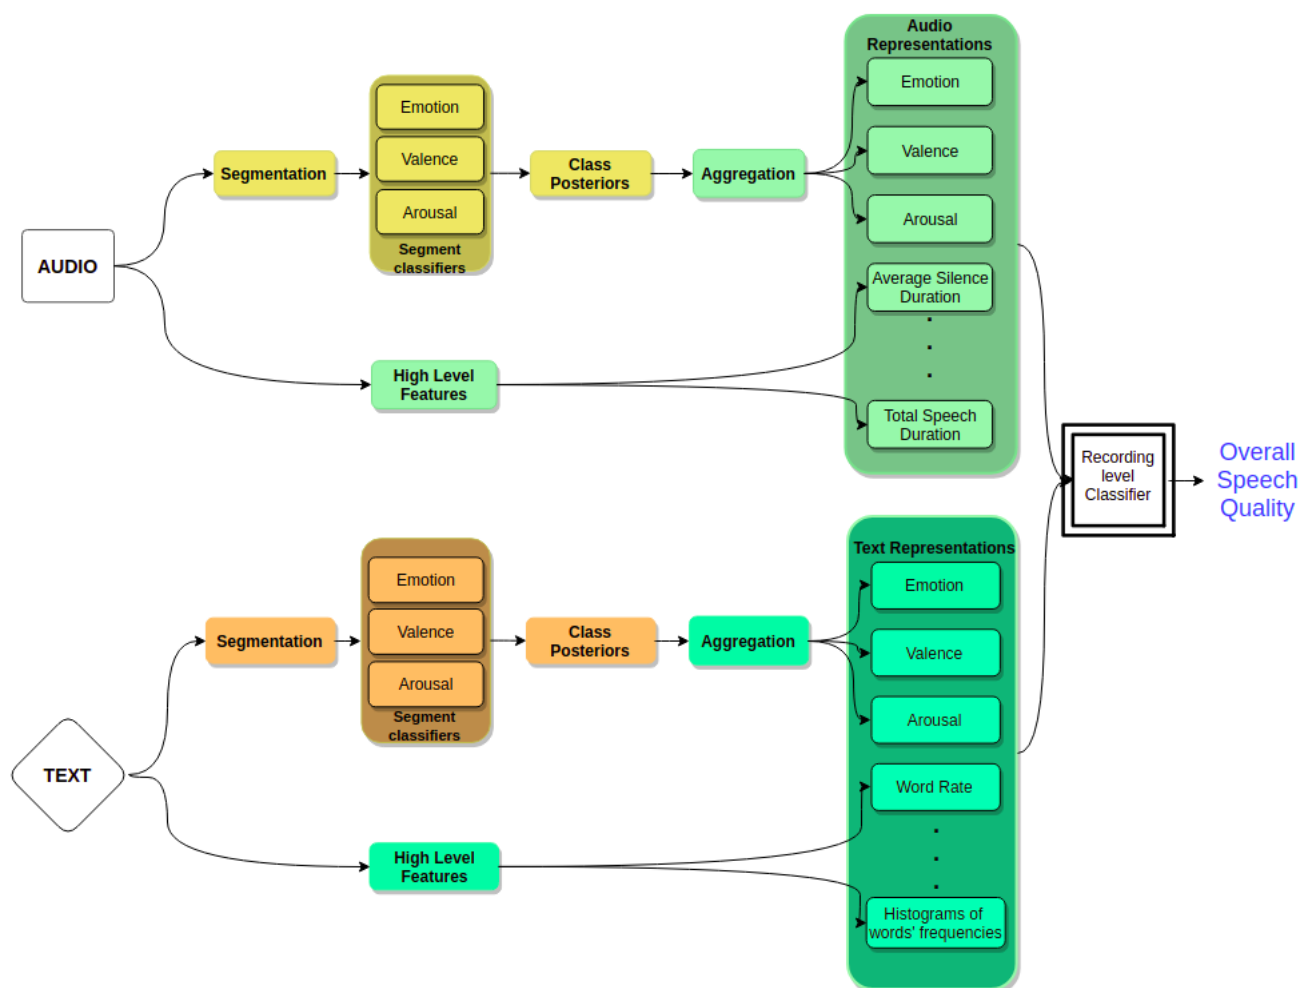 AUDIO
Segmentation
Emotion
Valence
Arousal
Segment
classifiers
Class
Posteriors
Aggregation
High Level
Features
Audio
Representations
Emotion
Valence
Arousal
Average Silence
Duration
.
.
.
Total Speech
Duration
TEXT
Segmentation
Emotion
Valence
Arousal
Segment
classifiers
Class
Posteriors
Aggregation
High Level
Features
Text Representations
Emotion
Valence
Arousal
Word Rate
.
.
.
Histograms of
words' frequencies
Recording
level
Classifier
Overall
Speech
Quality